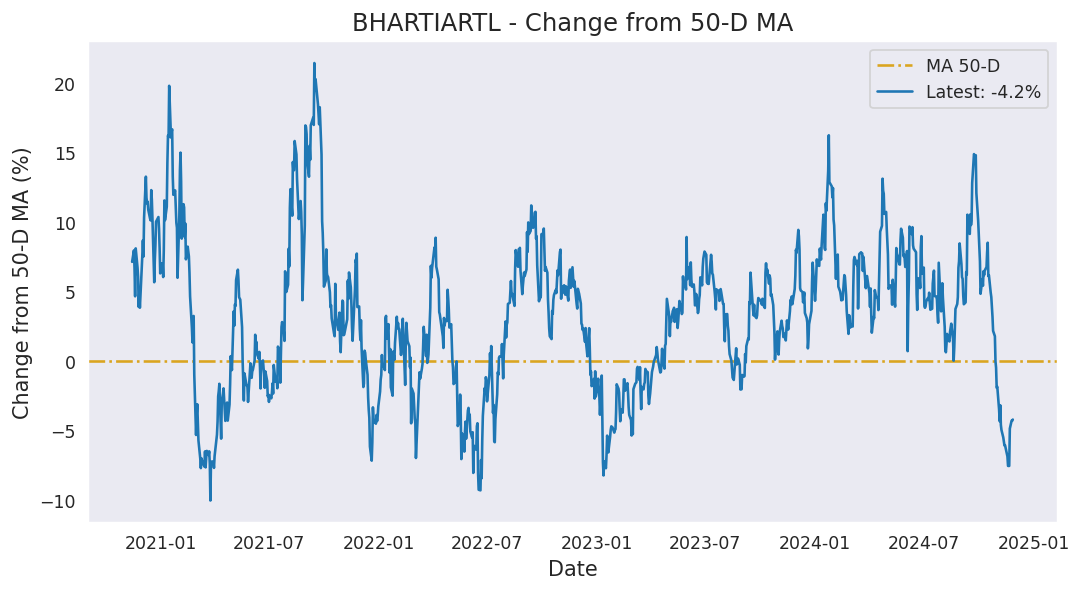 BHARTIARTL - Change from 50-D MA
MA 50-D
Latest: -4.2%
Change from 50-D MA (%)
20
15
10
5
0
−5
−10
2021-01 2021-07 2022-01 2022-07 2023-01 2023-07 2024-01 2024-07 2025-01
Date